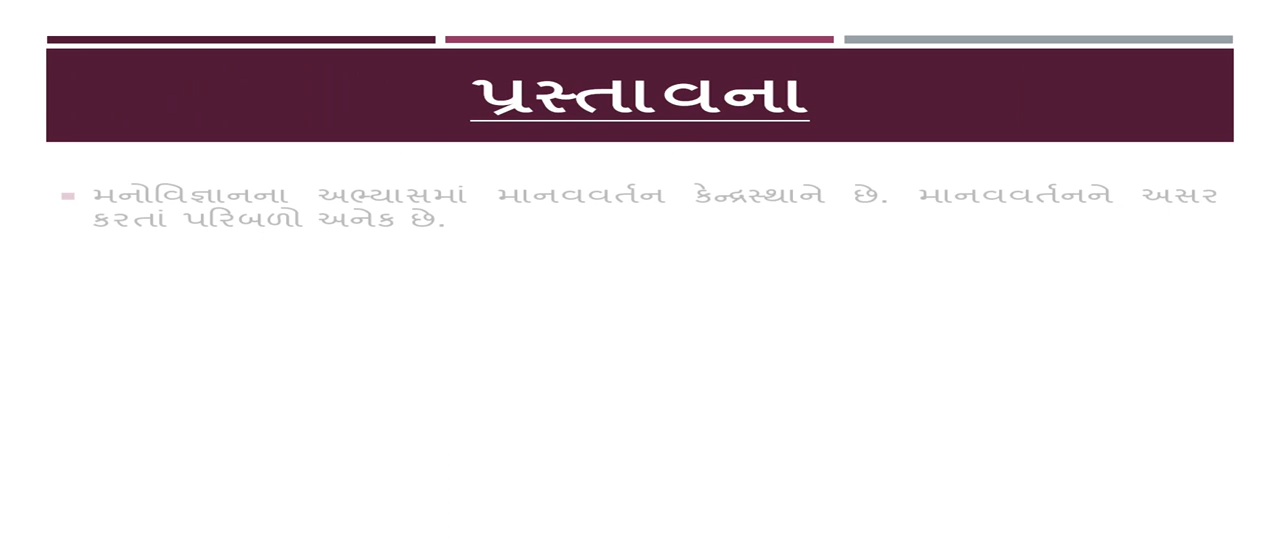 પ્રસ્તાવના
મનોવિજ્ઞાનના અભ્યાસમાં માનવવર્તન કેન્દ્રસ્થાને છે. માનવવર્તનને અસર
કરતાં પરિબળો અનેક છે.